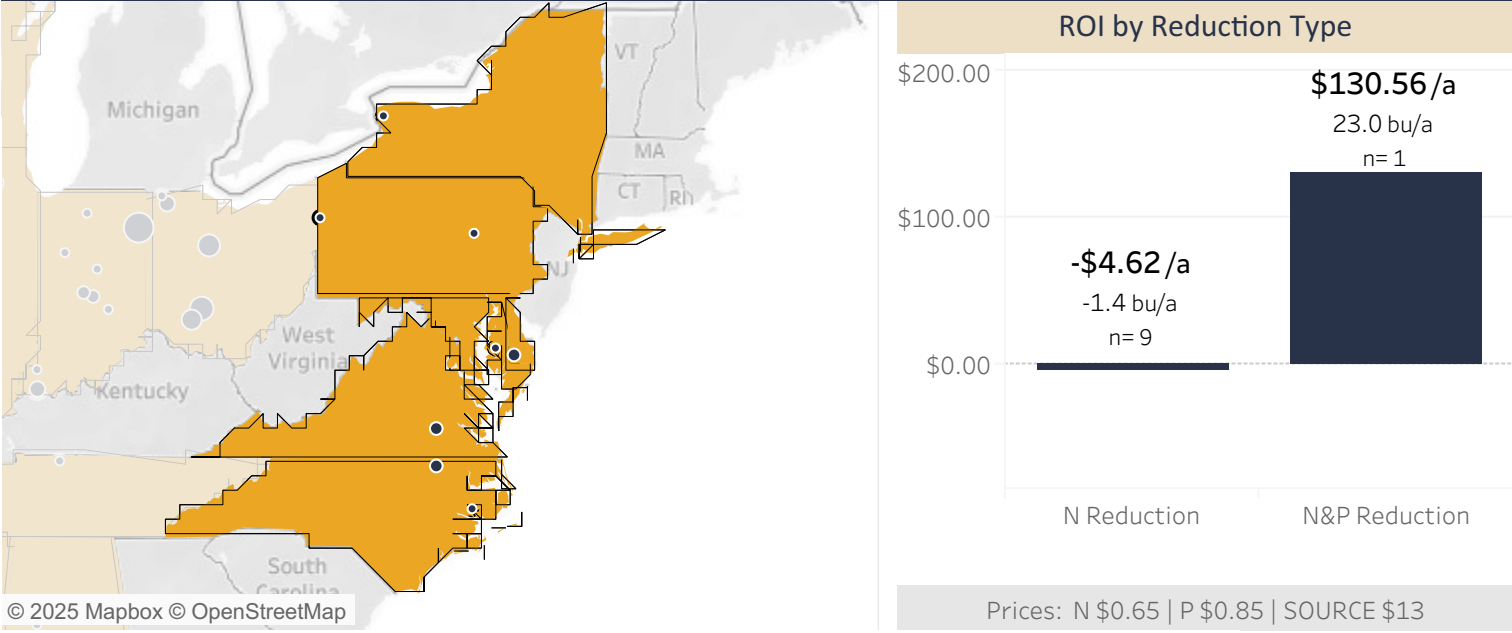 Michigan
VT
MA
CT
RI
NJ
West
Virginia
Kentucky
South
Carolina
© 2025 Mapbox © OpenStreetMap
ROI by Reduction Type
$200.00
$130.56/a
23.0 bu/a
n= 1
$100.00
-$4.62/a
-1.4 bu/a
n= 9
$0.00
N Reduction
N&P Reduction
Prices: N $0.65 | P $0.85 | SOURCE $13